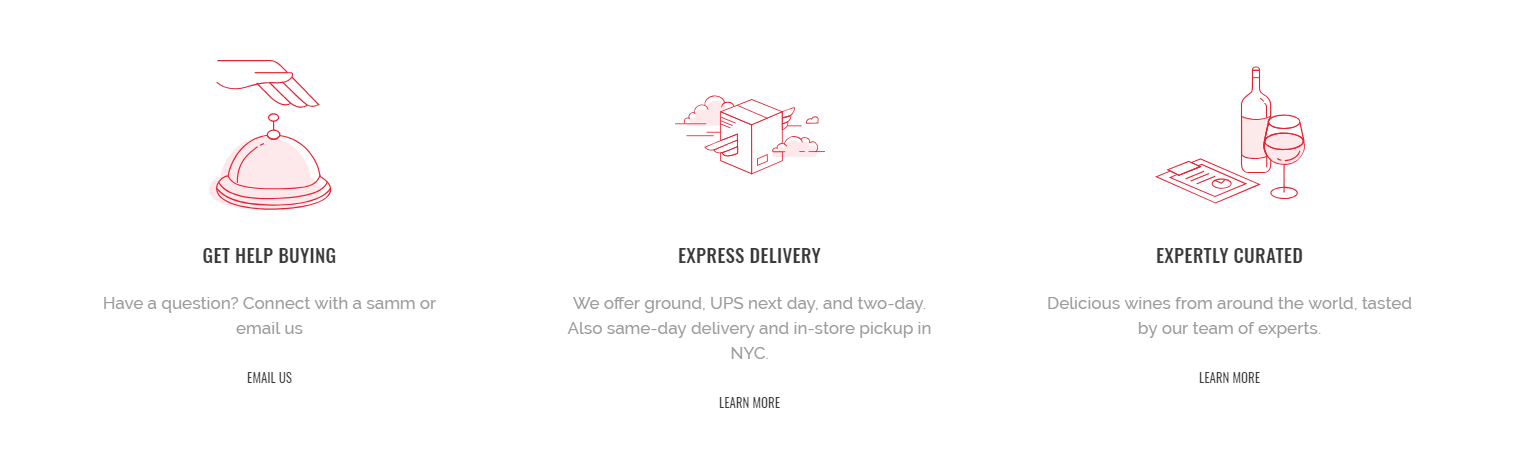 GET HELP BUYING
Have a question? Connect with a samm or
email us
EMAIL US
EXPRESS DELIVERY
We offer ground, UPS next day, and two-day.
Also same-day delivery and in-store pickup in
NYC.
LEARN MORE
EXPERTLY CURATED
Delicious wines from around the world, tasted
by our team of experts.
LEARN MORE